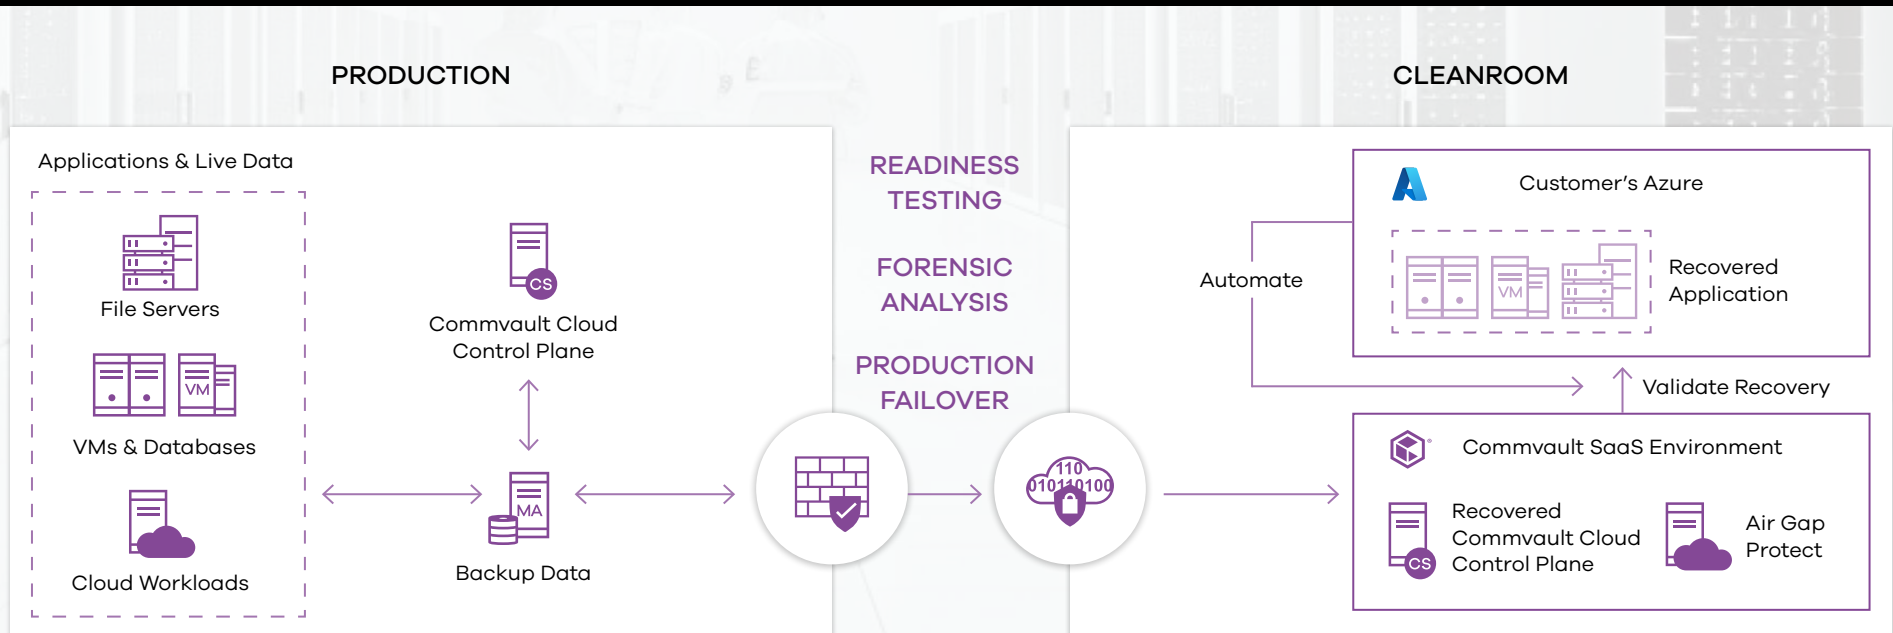 PRODUCTION
Applications & Live Data
File Servers
VM
VMs & Databases
Cloud Workloads
CS
Commvault Cloud
Control Plane
MA
Backup Data
READINESS
TESTING
FORENSIC
ANALYSIS
PRODUCTION
FAILOVER
110
010110100
CLEANROOM
Customer’s Azure
VM
Recovered
Application
Automate
Validate Recovery
Commvault SaaS Environment
CS
Recovered
Commvault Cloud
Control Plane
Air Gap
Protect